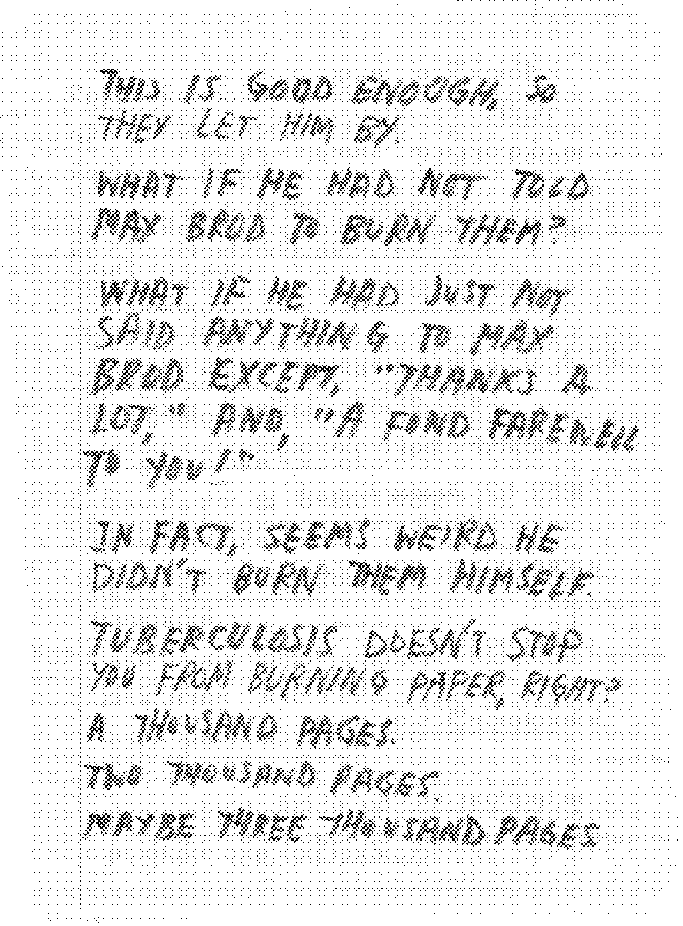 THIS IS GOOD ENOUGH, SO
THEY LET HIM BY.
WHAT IF HE HAD NOT TOLD
MAX BROD TO BURN THEM?
WHAT IF HE HAD JUST NOT
SAID ANYTHING TO MAX
BROD EXCEPT, "THANKS A
LOT," AND, "A FOND FAREWELL
TO YOU!"
IN FACT, SEEMS WEIRD HE
DIDN'T BURN THEM HIMSELF.
TUBERCULOSIS DOESN'T STOP
YOU FROM BURNING PAPER, RIGHT?
A THOUSAND PAGES.
TWO THOUSAND PAGES.
MAYBE THREE THOUSAND PAGES